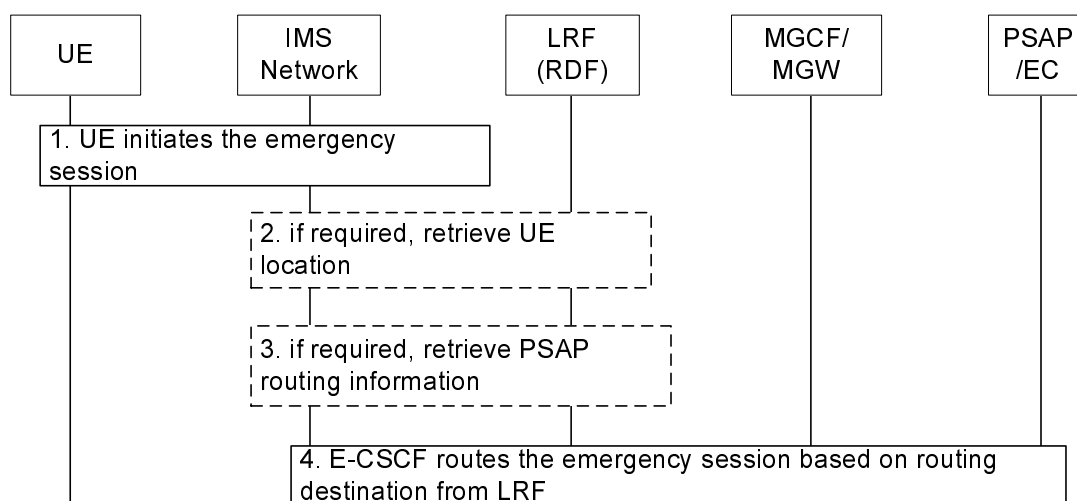 UE
IMS
Network
LRF
(RDF)
MGCF/
MGW
PSAP
/EC
1. UE initiates the emergency
session
2. if required, retrieve UE
location
3. if required, retrieve PSAP
routing information
4. E-CSCF routes the emergency session based on routing
destination from LRF